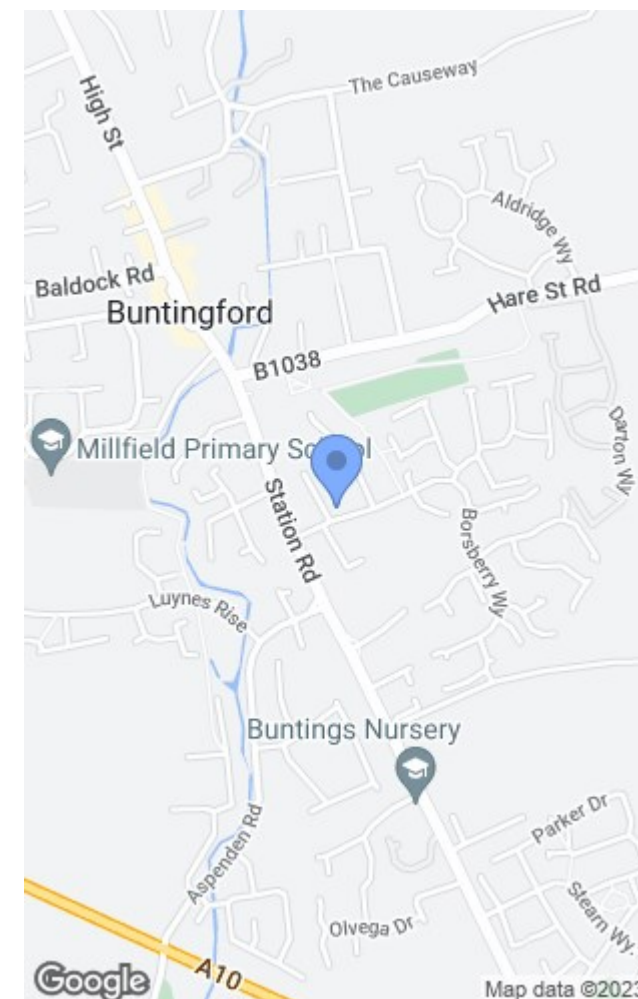 The Causeway
High St
Aldridge Wy
Baldock Rd
Hare St Rd
Buntingford
B1038
Darton Wy
Millfield Primary School
Station Rd
Borsberry Wy
Luynes Rise
Buntings Nursery
Parker Dr
Aspenden Rd
Stearn Wy.
Olvega Dr
A10
Google
Map data ©2023